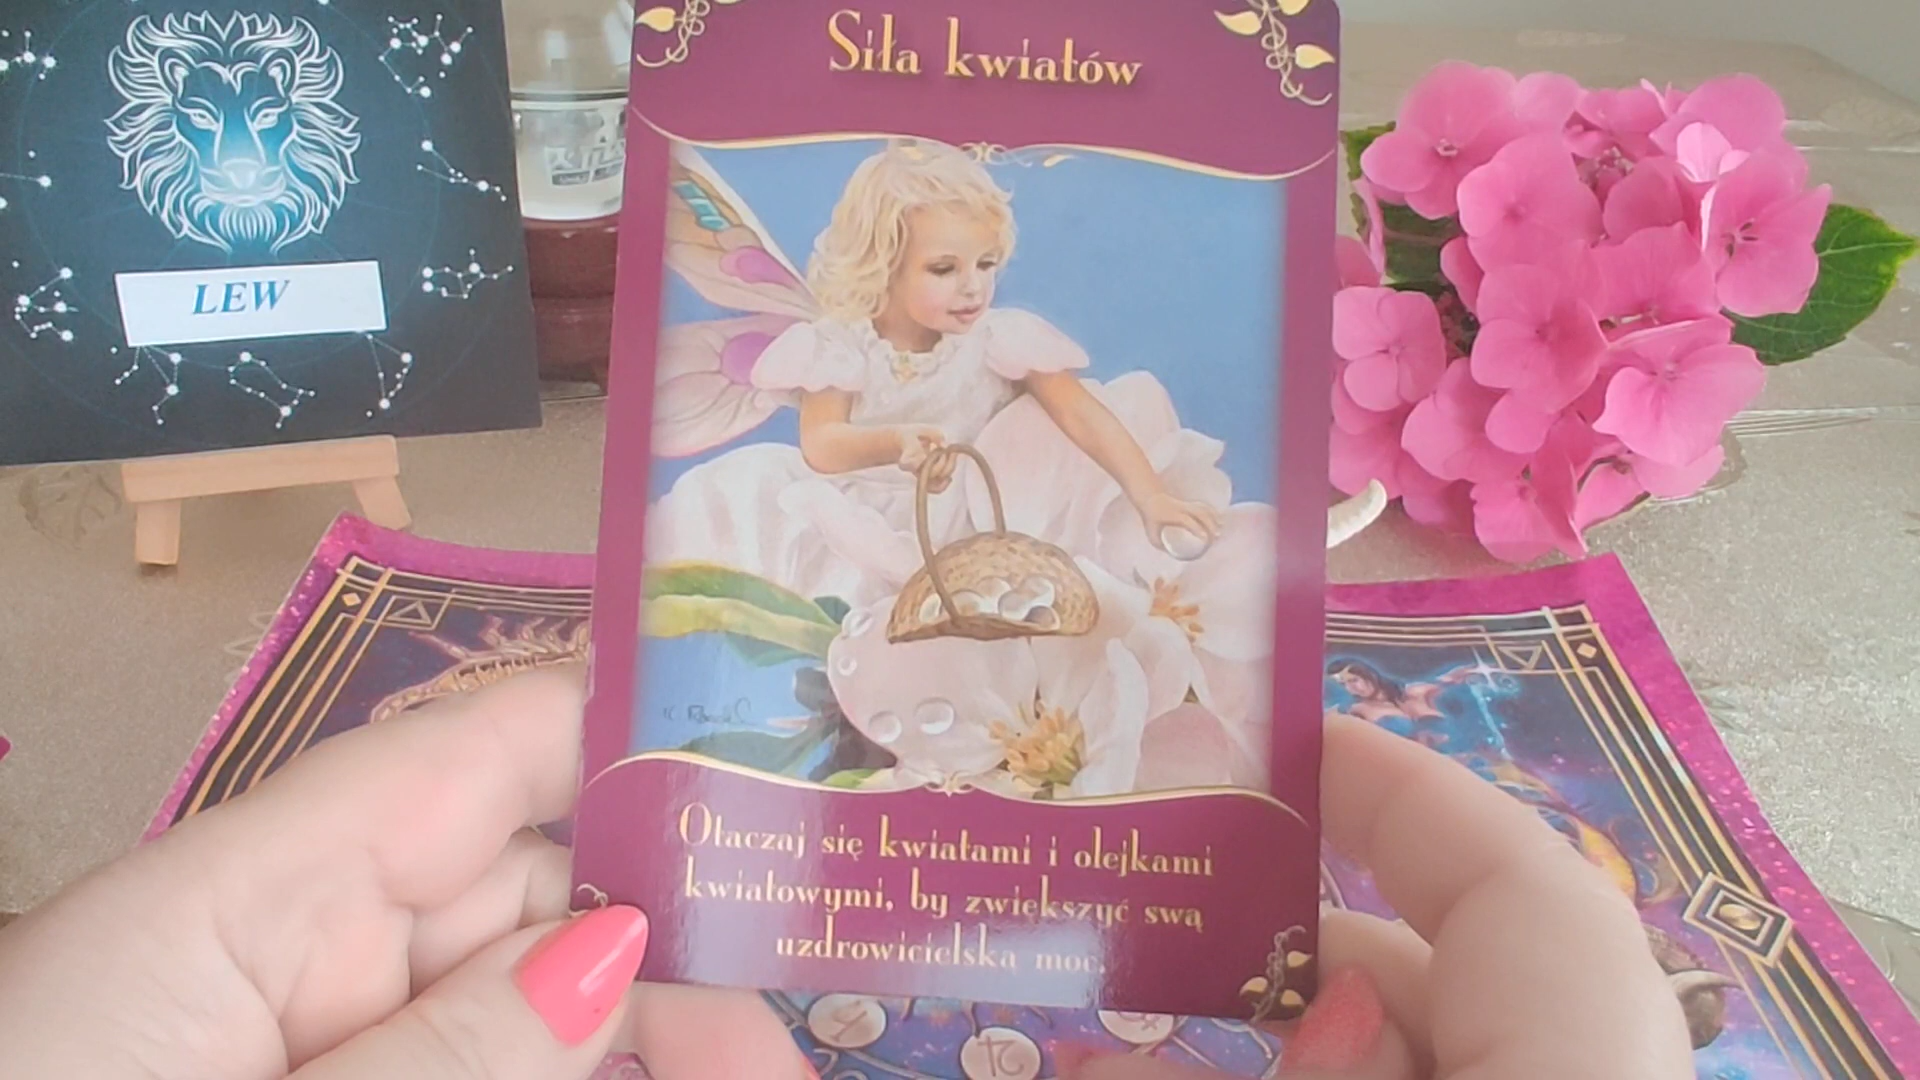 Siła kwiatów
LEW
Otaczaj się kwiatami i olejkami
kwiatowymi, by zwiększyć swą
uzdrowicielską moc.